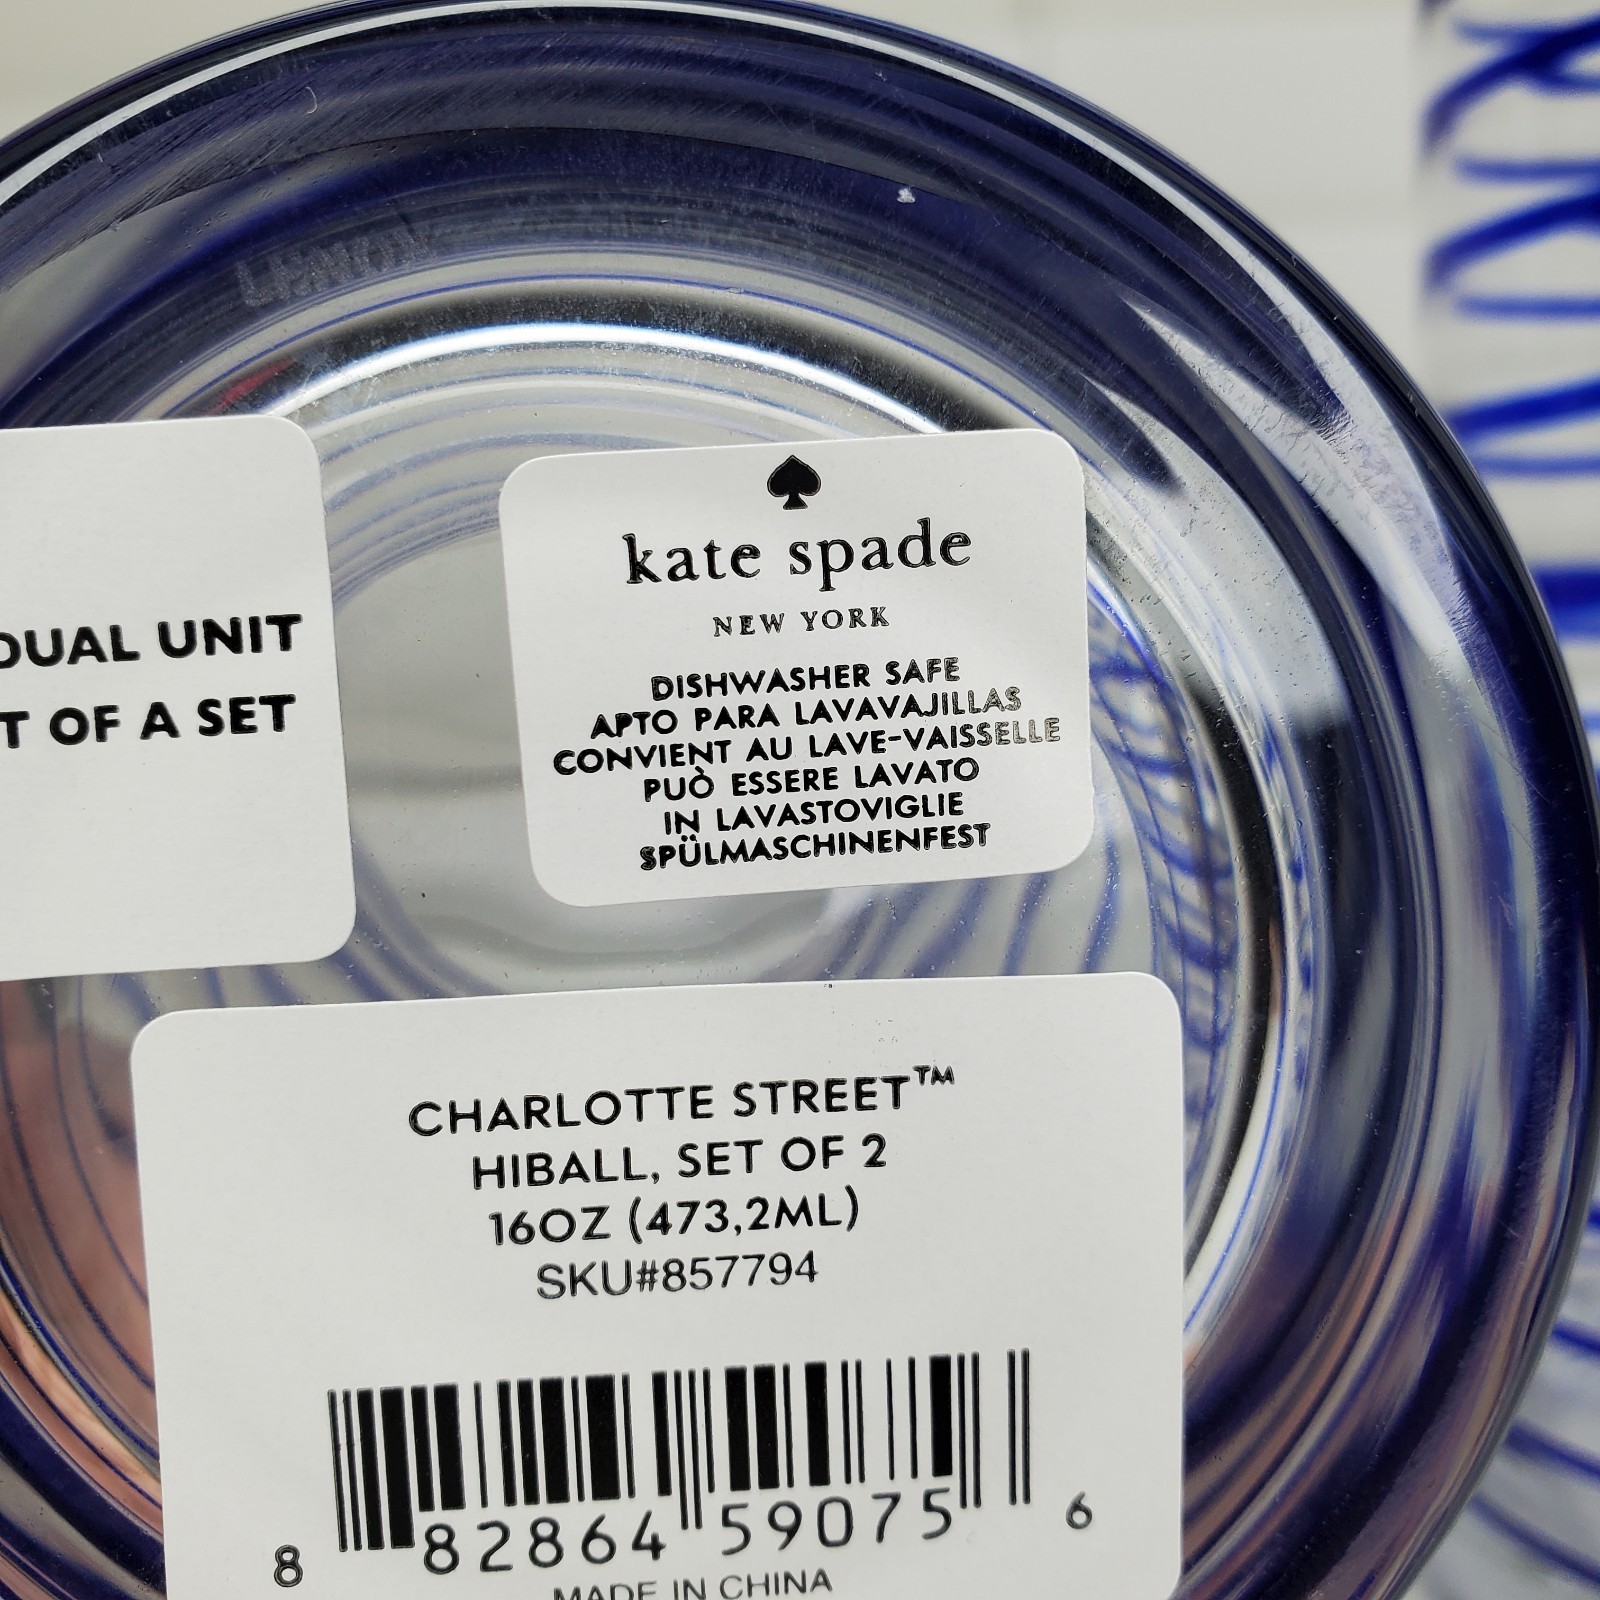 DUAL UNIT
T OF A SET
kate spade
NEW YORK
DISHWASHER SAFE
APTO PARA LAVAVAJILLAS
CONVIENT AU LAVE-VAISSELLE
PUÒ ESSERE LAVATO
IN LAVASTOVIGLIE
SPÜLMASCHINENFEST
CHARLOTTE STREET™
HIBALL, SET OF 2
16OZ (473,2ML)
SKU#857794
8 82864 59075 6
MADE IN CHINA